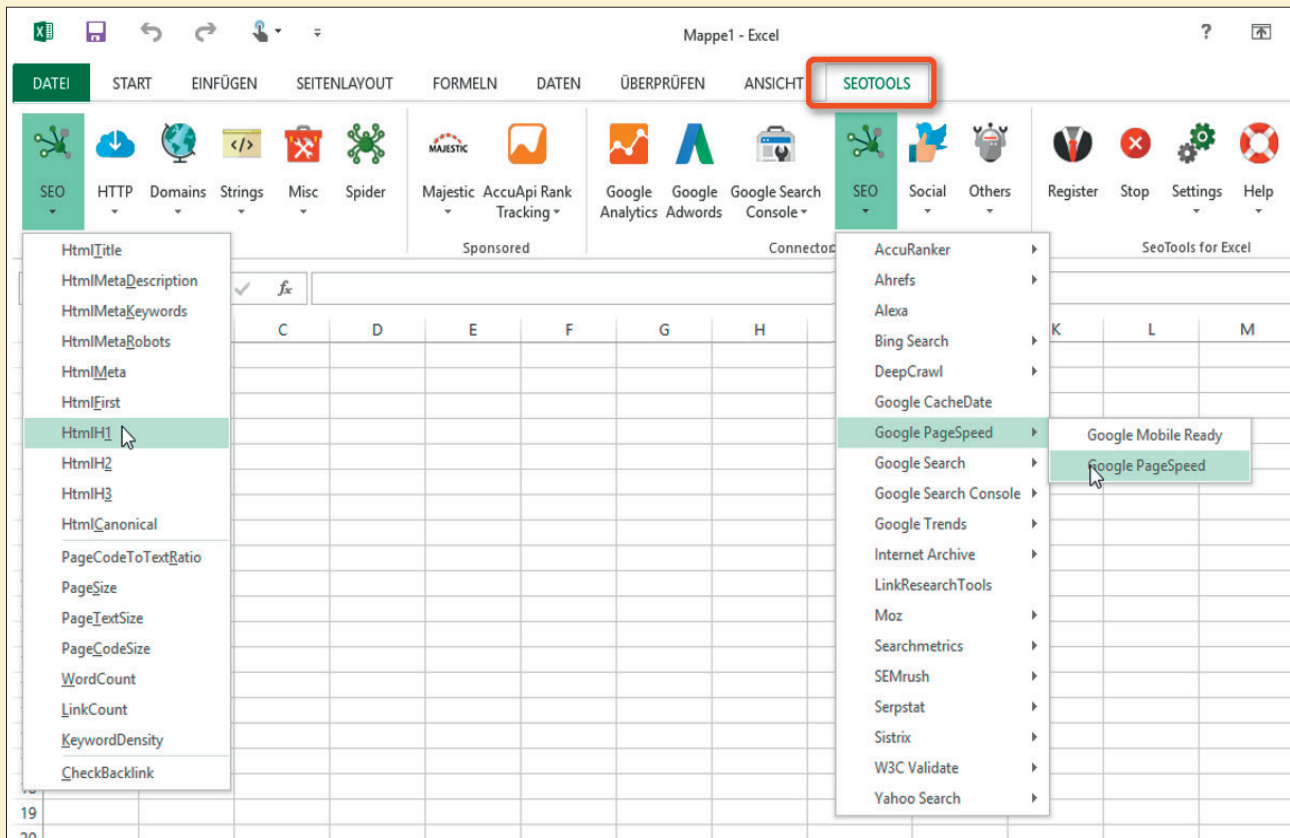 Mappe1 - Excel
?
DATEI START EINFÜGEN SEITENLAYOUT FORMELN DATEN ÜBERPRÜFEN ANSICHT SEOTOOLS
MAJESTIC
SEO HTTP Domains Strings Misc Spider Majestic AccuApi Rank Google Google Google Search SEO Social Others Register Stop Settings Help
Tracking Analytics Adwords Console
Sponsored Connector SeoTools for Excel
HtmlTitle
HtmlMetaDescription
HtmlMetaKeywords
HtmlMetaRobots
HtmlMeta
HtmlFirst
HtmlH1
HtmlH2
HtmlH3
HtmlCanonical
PageCodeToTextRatio
PageSize
PageTextSize
PageCodeSize
WordCount
LinkCount
KeywordDensity
CheckBacklink
fx
C D E F G H K L M
AccuRanker
Ahrefs
Alexa
Bing Search
DeepCrawl
Google CacheDate
Google PageSpeed
Google Search
Google Search Console
Google Trends
Internet Archive
LinkResearchTools
Moz
Searchmetrics
SEMrush
Serpstat
Sistrix
W3C Validate
Yahoo Search
Google Mobile Ready
Google PageSpeed
19